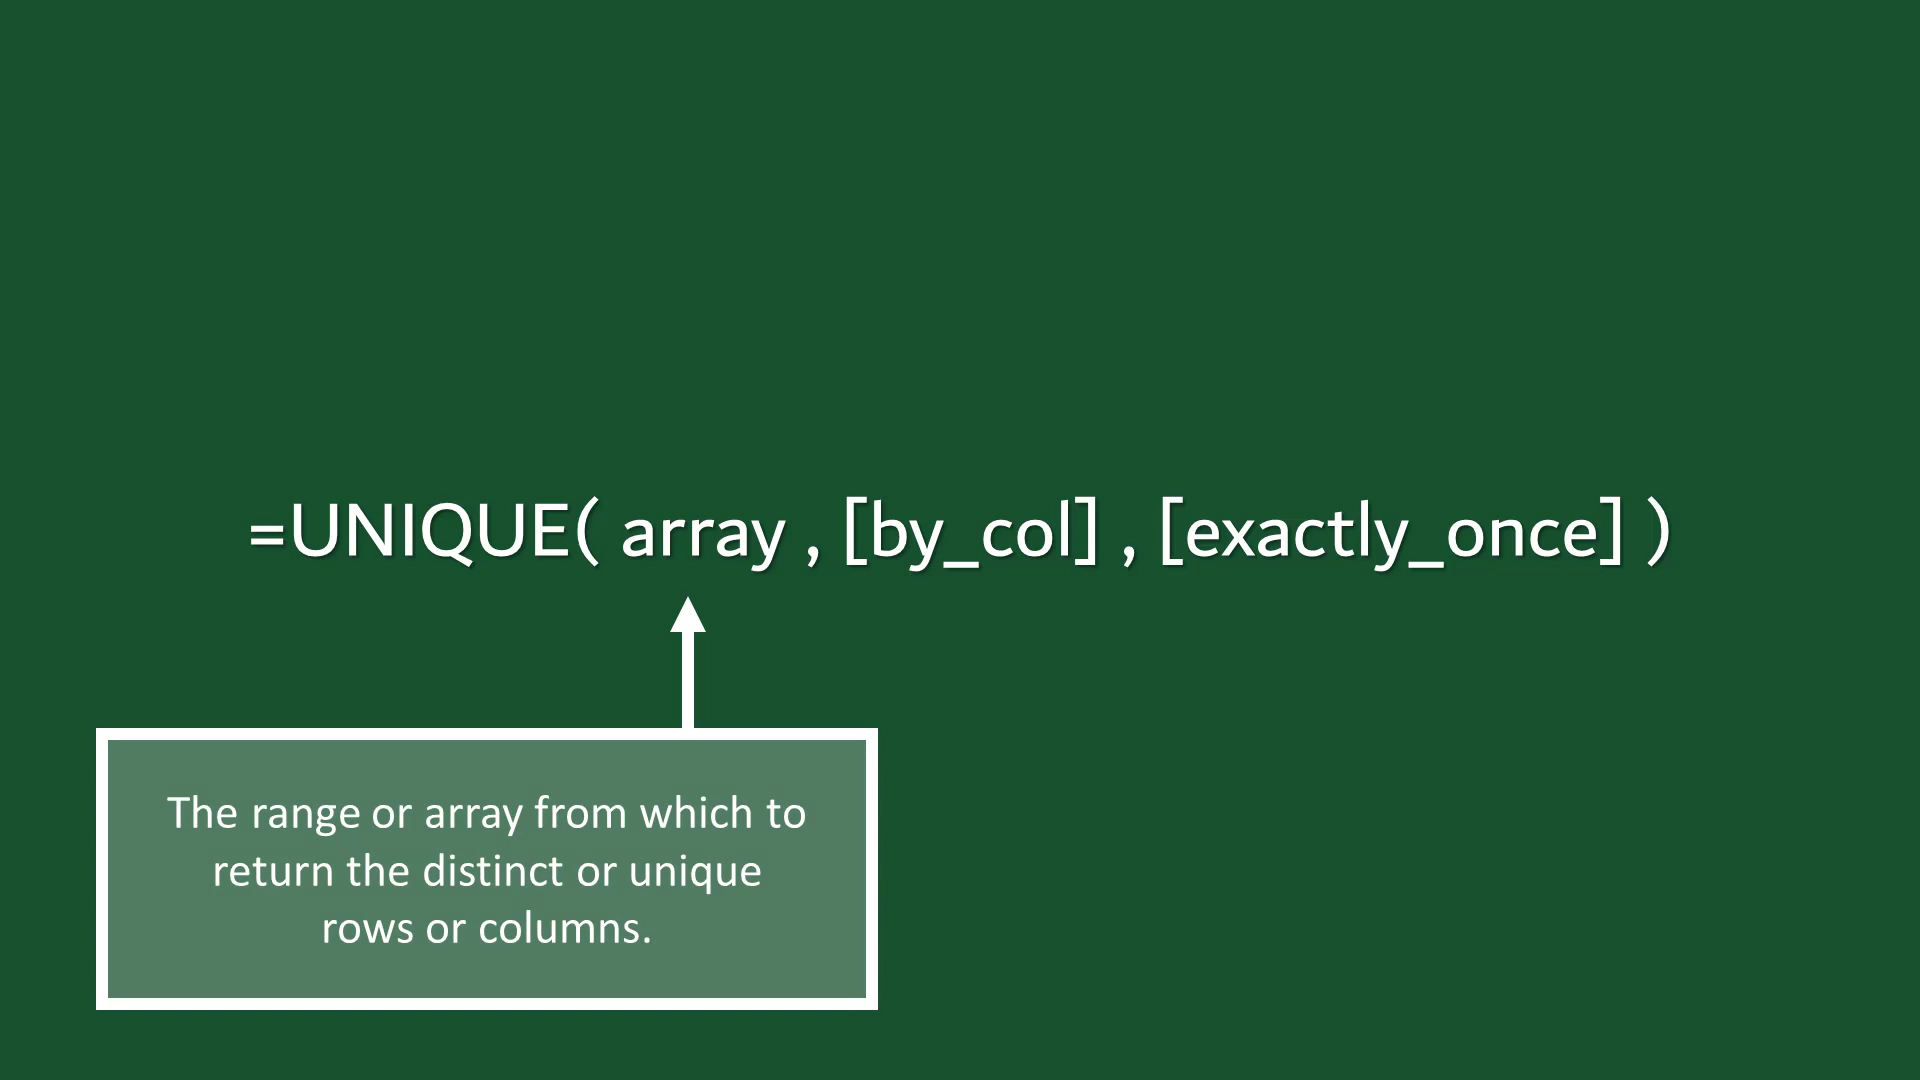 =UNIQUE( array , [by_col] , [exactly_once] )
The range or array from which to
return the distinct or unique
rows or columns.